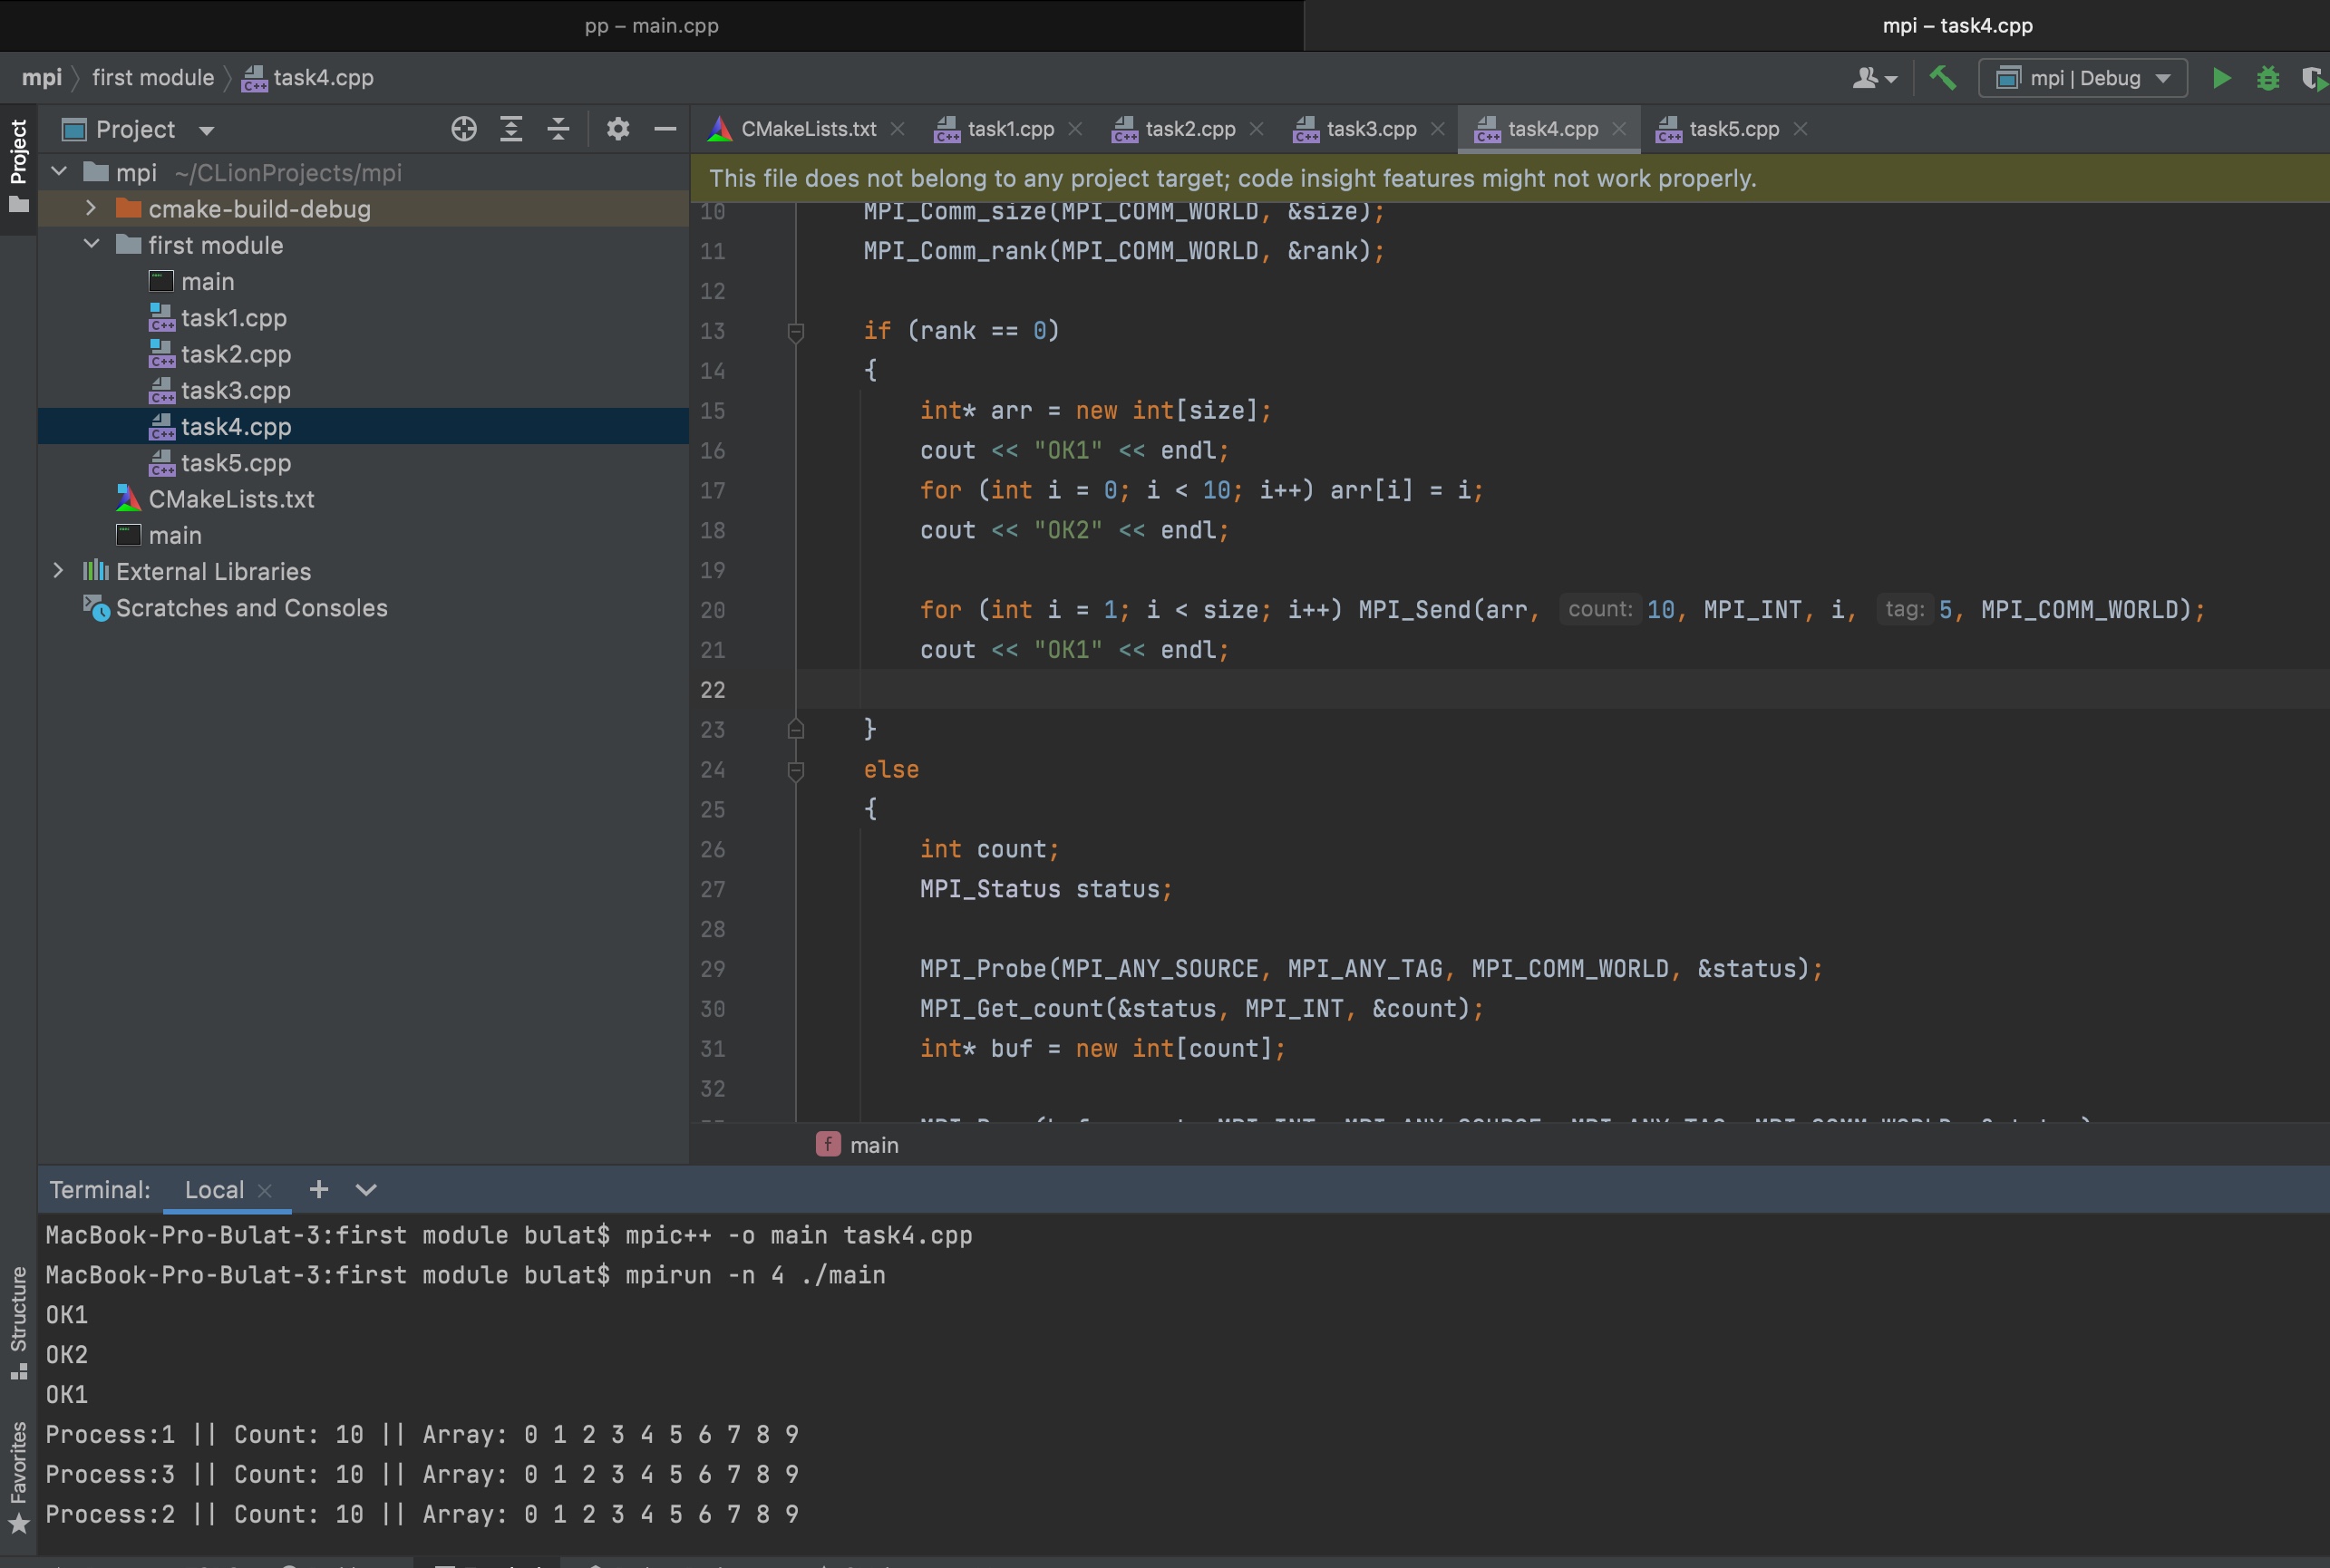 pp – main.cpp
mpi – task4.cpp
mpi
first module
task4.cpp
mpi | Debug
Project
Project
CMakeLists.txt
task1.cpp
task2.cpp
task3.cpp
task4.cpp
task5.cpp
mpi ~/CLionProjects/mpi
cmake-build-debug
first module
main
task1.cpp
task2.cpp
task3.cpp
task4.cpp
task5.cpp
CMakeLists.txt
main
External Libraries
Scratches and Consoles
This file does not belong to any project target; code insight features might not work properly.
10 MPI_Comm_size(MPI_COMM_WORLD, &size);
11 MPI_Comm_rank(MPI_COMM_WORLD, &rank);
12
13 if (rank == 0)
14 {
15 int* arr = new int[size];
16 cout << "OK1" << endl;
17 for (int i = 0; i < 10; i++) arr[i] = i;
18 cout << "OK2" << endl;
19
20 for (int i = 1; i < size; i++) MPI_Send(arr, count: 10, MPI_INT, i, tag: 5, MPI_COMM_WORLD);
21 cout << "OK1" << endl;
22
23 }
24 else
25 {
26 int count;
27 MPI_Status status;
28
29 MPI_Probe(MPI_ANY_SOURCE, MPI_ANY_TAG, MPI_COMM_WORLD, &status);
30 MPI_Get_count(&status, MPI_INT, &count);
31 int* buf = new int[count];
32
f main
Terminal: Local
MacBook-Pro-Bulat-3:first module bulat$ mpic++ -o main task4.cpp
MacBook-Pro-Bulat-3:first module bulat$ mpirun -n 4 ./main
OK1
OK2
OK1
Process:1 || Count: 10 || Array: 0 1 2 3 4 5 6 7 8 9
Process:3 || Count: 10 || Array: 0 1 2 3 4 5 6 7 8 9
Process:2 || Count: 10 || Array: 0 1 2 3 4 5 6 7 8 9
Structure
Favorites